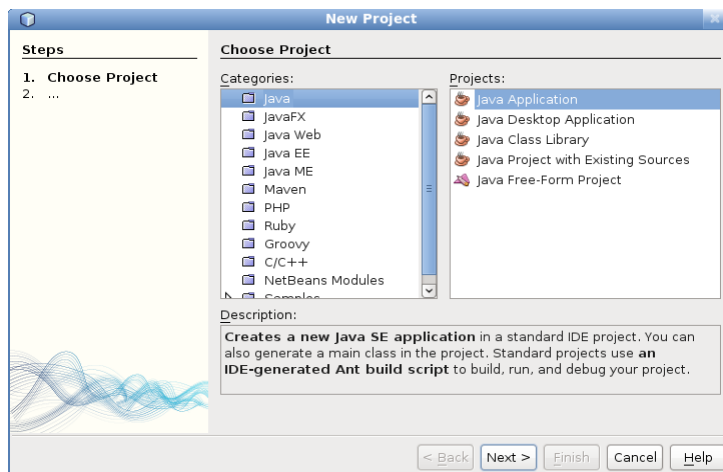 New Project
Steps
1. Choose Project
2. ...
Choose Project
Categories:
Java
JavaFX
Java Web
Java EE
Java ME
Maven
PHP
Ruby
Groovy
C/C++
NetBeans Modules
Samples
Projects:
Java Application
Java Desktop Application
Java Class Library
Java Project with Existing Sources
Java Free-Form Project
Description:
Creates a new Java SE application in a standard IDE project. You can
also generate a main class in the project. Standard projects use an
IDE-generated Ant build script to build, run, and debug your project.
< Back
Next >
Finish
Cancel
Help